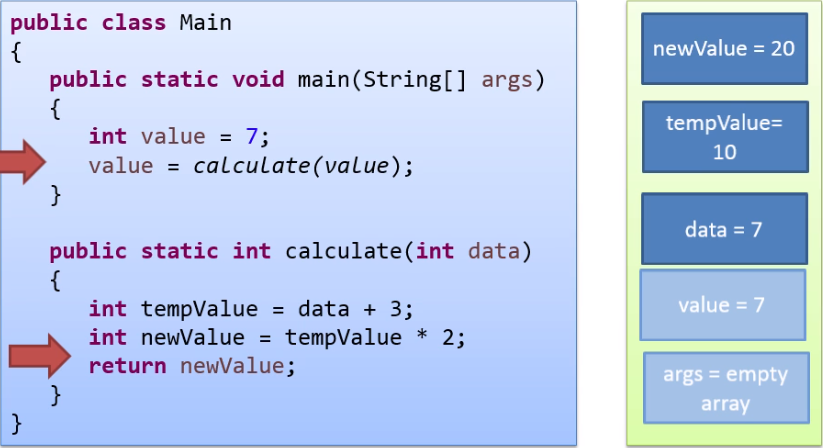 public class Main
{
public static void main(String[] args)
{
int value = 7;
value = calculate(value);
}
public static int calculate(int data)
{
int tempValue = data + 3;
int newValue = tempValue * 2;
return newValue;
}
}
newValue = 20
tempValue=
10
data = 7
value = 7
args = empty
array